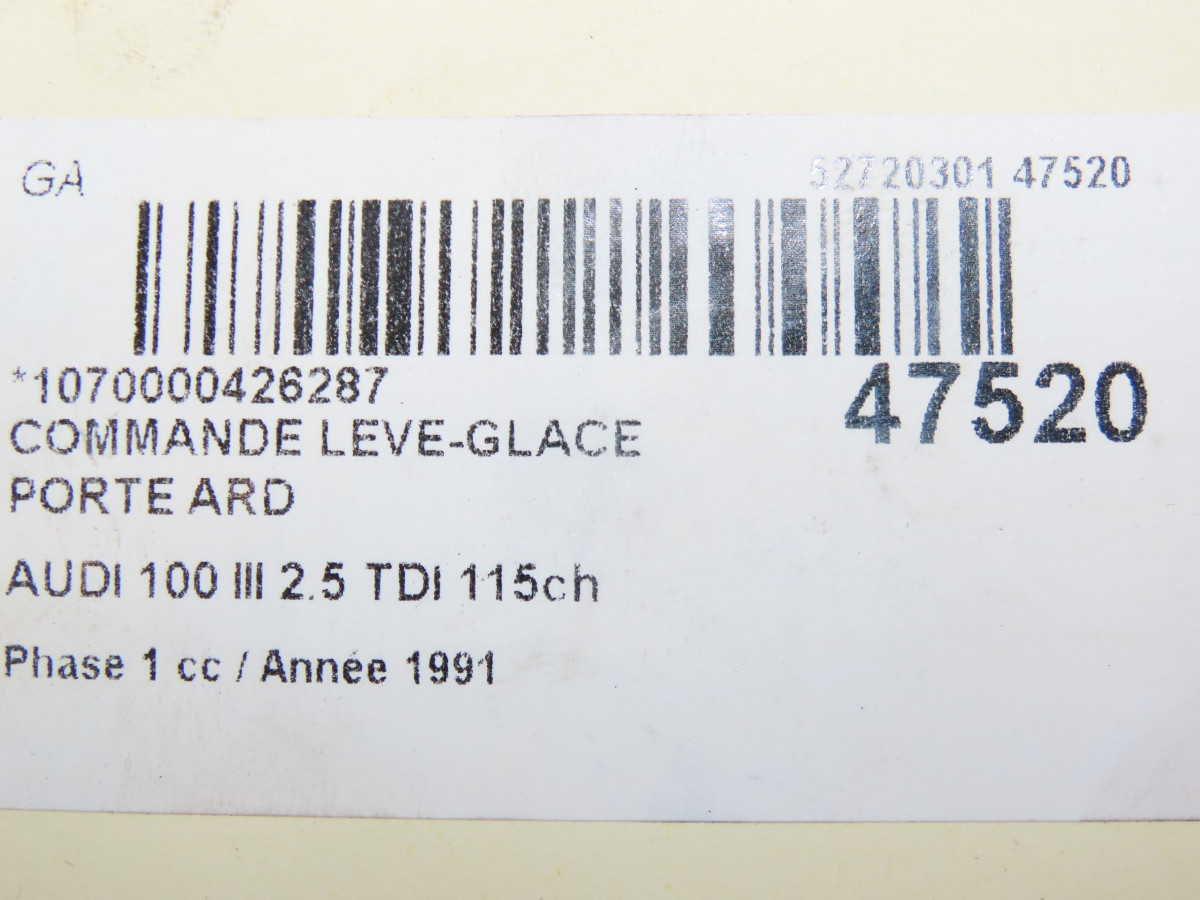 GA
52720301 47520
*1070000426287
47520
COMMANDE LEVE-GLACE
PORTE ARD
AUDI 100 III 2.5 TDI 115ch
Phase 1 cc / Année 1991